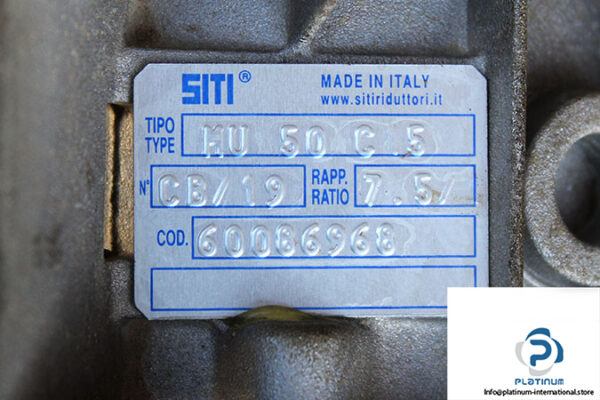 SITI ®
MADE IN ITALY
www.sitiriduttori.it
TIPO
TYPE
MU 50 C 5
N° CB/19
RAPP.
RATIO
7.5/
COD. 60086968
PLATINUM
Info@platinum-international.store